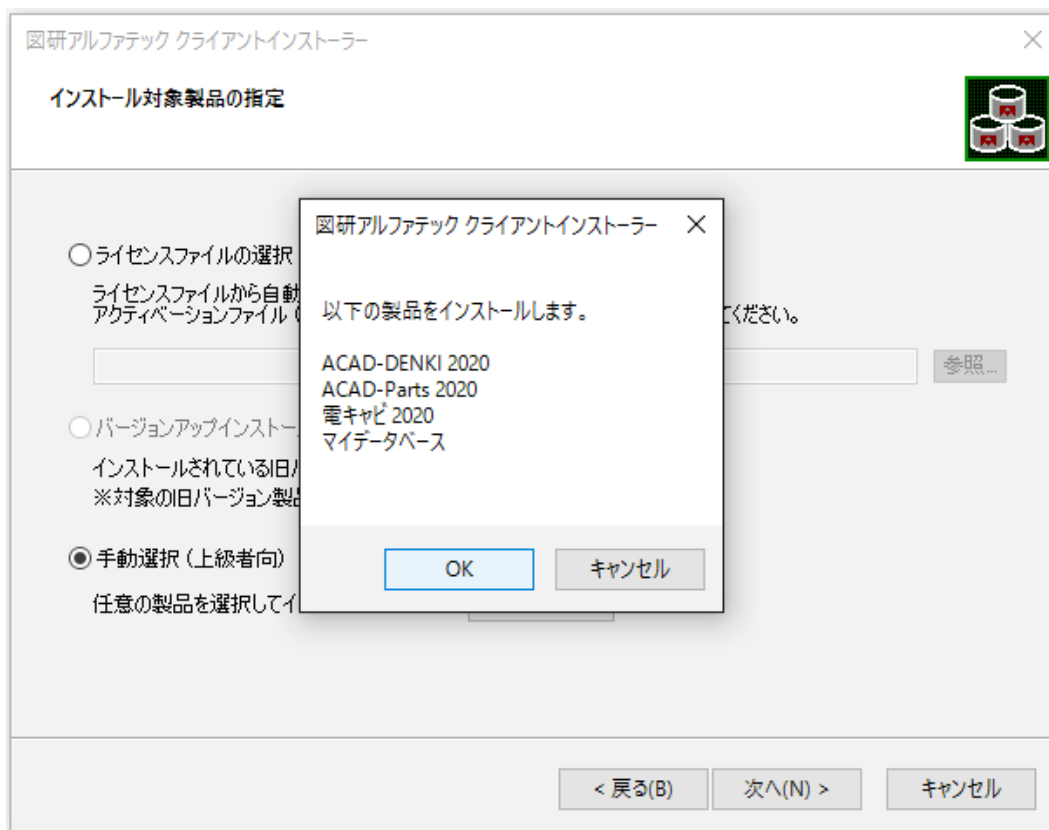 図研アルファテック クライアントインストーラー
インストール対象製品の指定
ライセンスファイルの選択
ライセンスファイルから自動
アクティベーションファイル（
てください。
参照...
バージョンアップインストー
インストールされている旧
※対象の旧バージョン製
手動選択（上級者向）
任意の製品を選択してイ
図研アルファテック クライアントインストーラー
以下の製品をインストールします。
ACAD-DENKI 2020
ACAD-Parts 2020
電キャビ 2020
マイデータベース
OK
キャンセル
< 戻る(B)
次へ(N) >
キャンセル